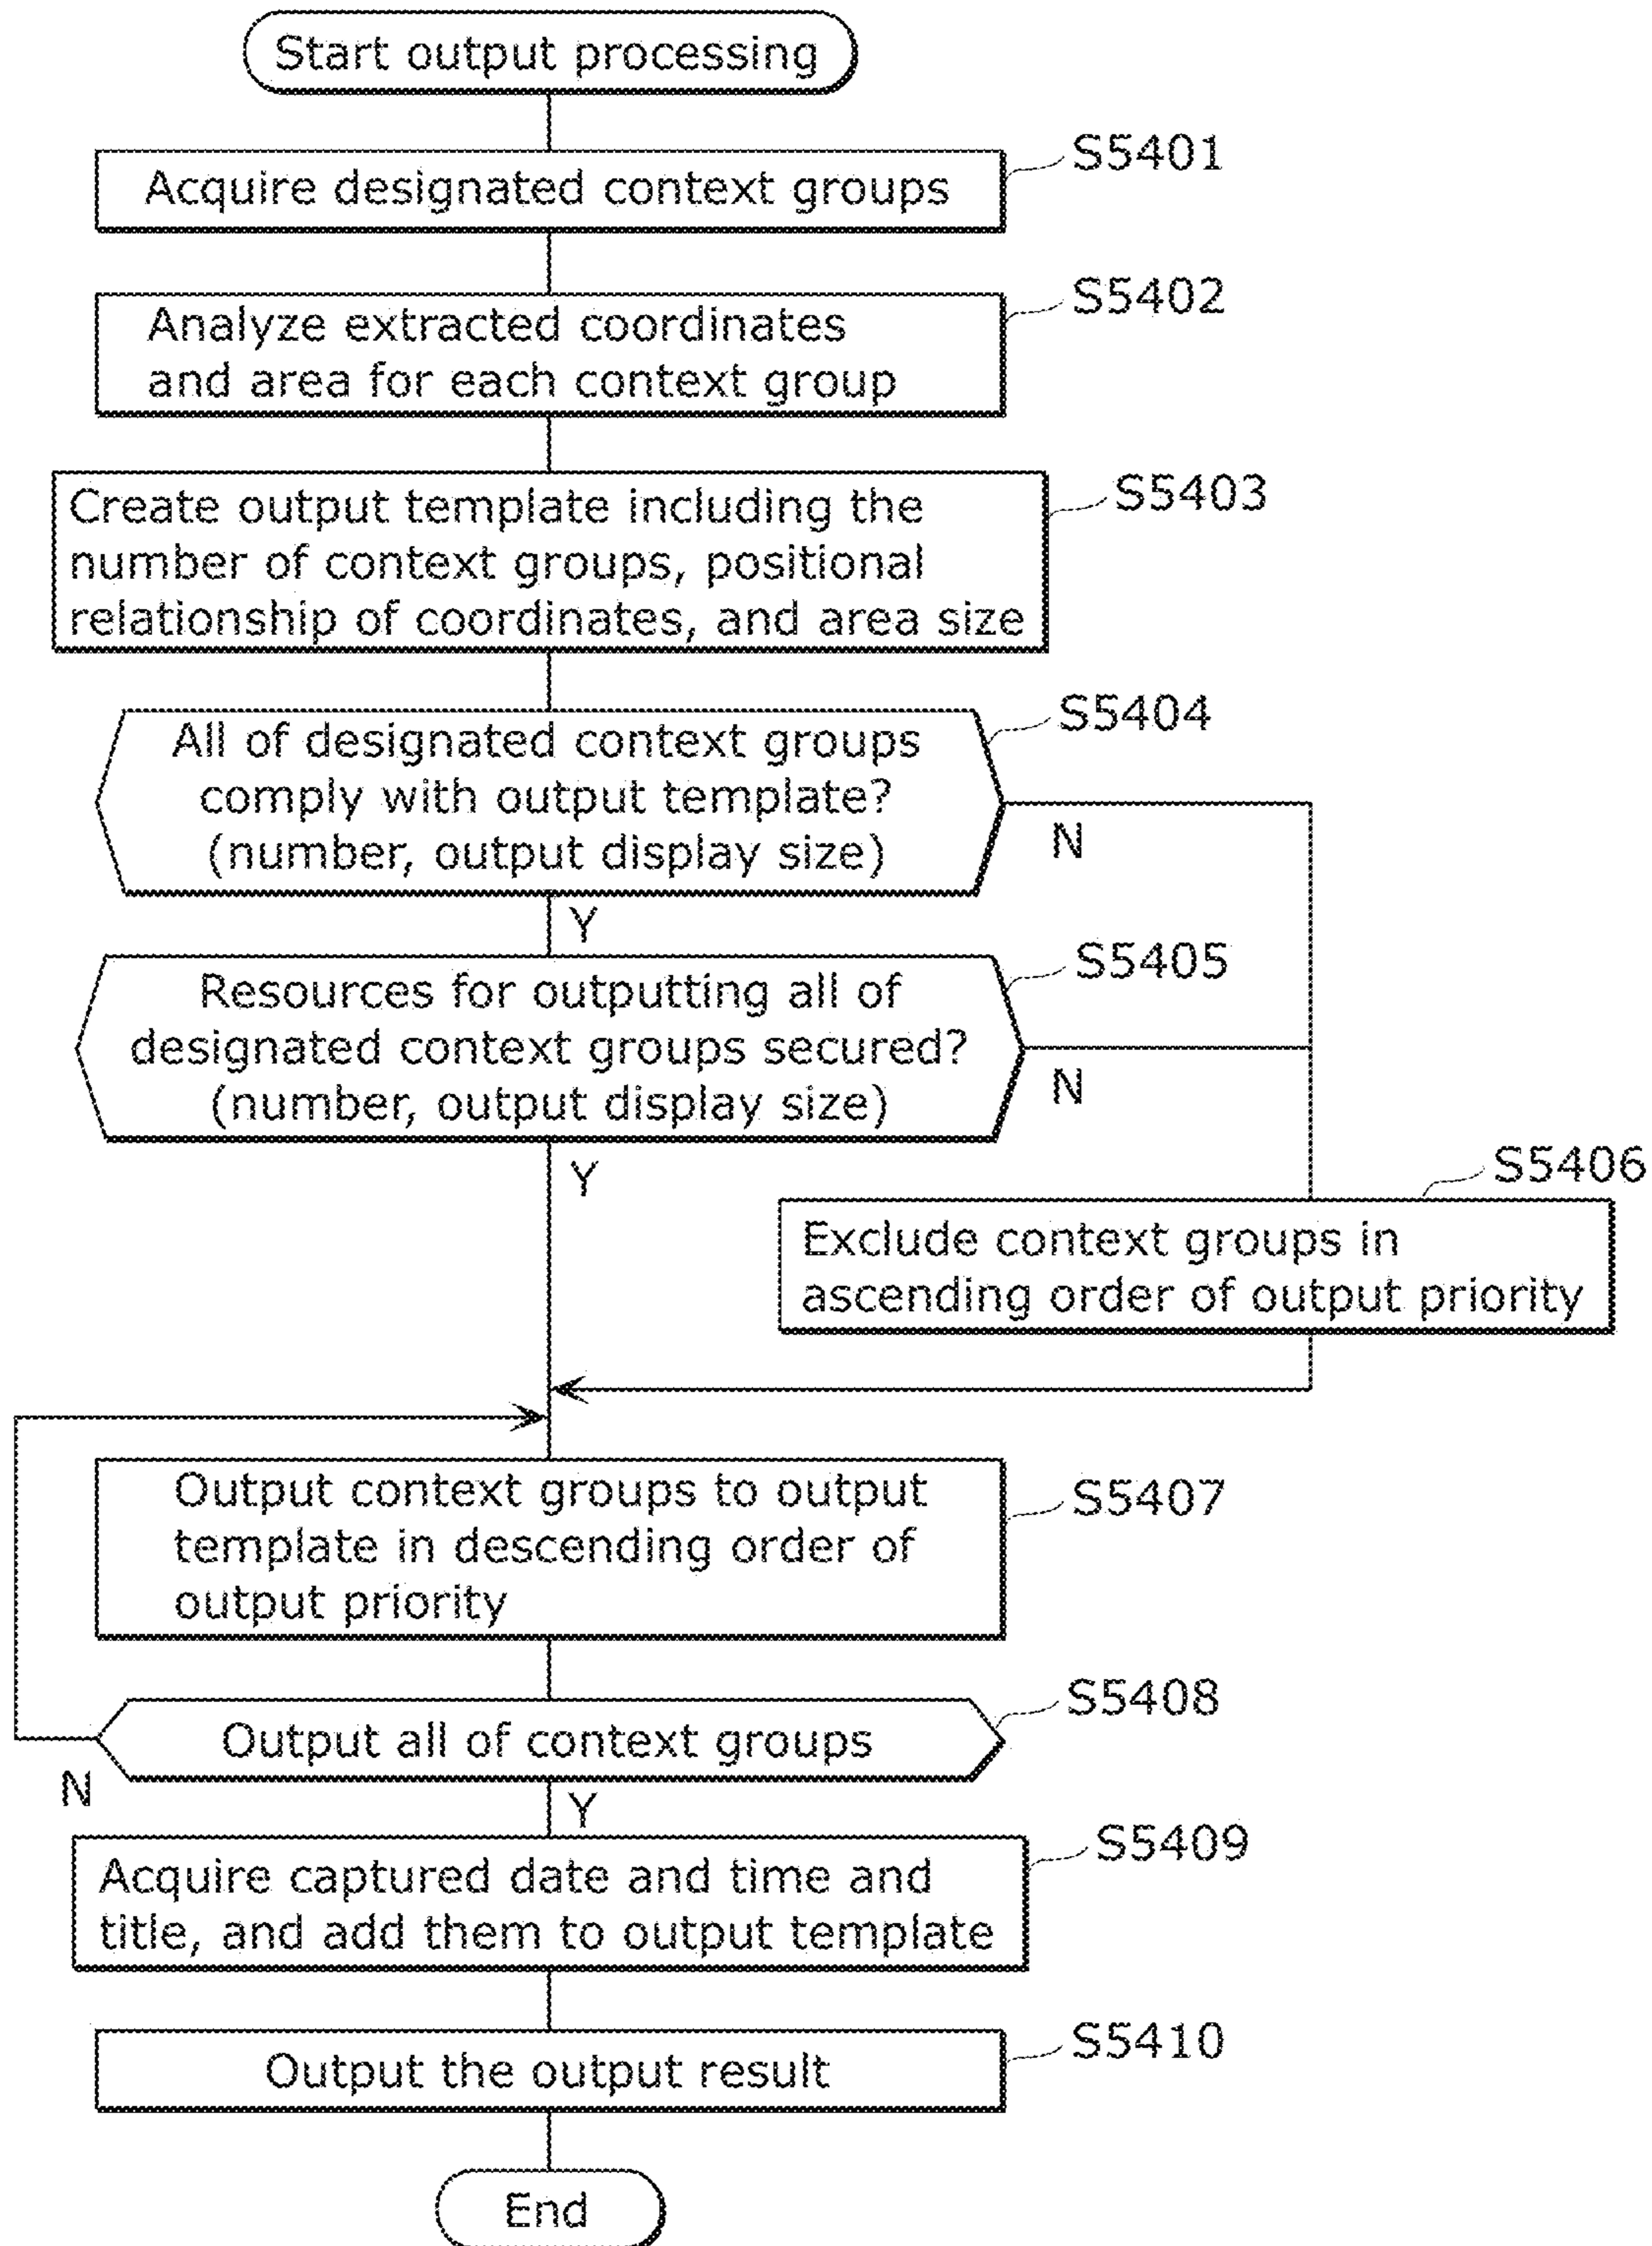 Start output processing
S5401
Acquire designated context groups
S5402
Analyze extracted coordinates
and area for each context group
S5403
Create output template including the
number of context groups, positional
relationship of coordinates, and area size
S5404
All of designated context groups
comply with output template?
(number, output display size)
N
Y
S5405
Resources for outputting all of
designated context groups secured?
(number, output display size)
N
Y
S5406
Exclude context groups in
ascending order of output priority
S5407
Output context groups to output
template in descending order of
output priority
S5408
Output all of context groups
N
Y
S5409
Acquire captured date and time and
title, and add them to output template
S5410
Output the output result
End